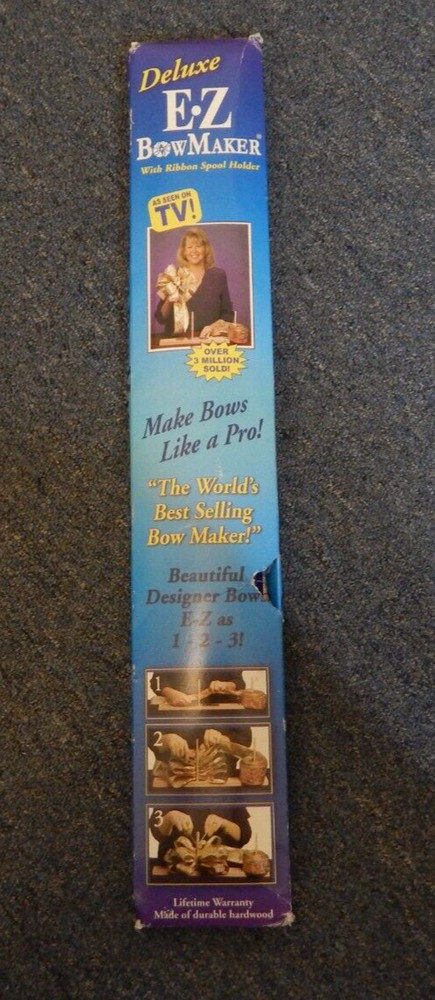 Deluxe
E·Z
BOWMAKER®
With Ribbon Spool Holder
AS SEEN ON
TV!
OVER
3 MILLION
SOLD!
Make Bows
Like a Pro!
"The World's
Best Selling
Bow Maker!"
Beautiful
Designer Bows
E-Z as
1 - 2 - 3!
1
2
3
Lifetime Warranty
Made of durable hardwood